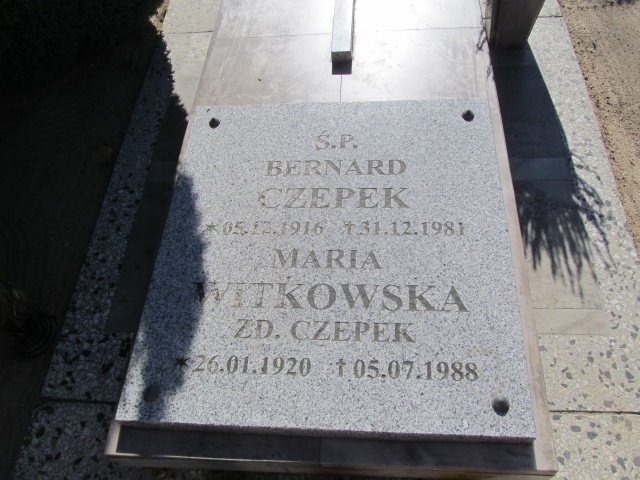 Ś.P.
BERNARD
CZEPEK
✶05.12.1916 †31.12.1981
MARIA
WITKOWSKA
ZD. CZEPEK
✶26.01.1920 †05.07.1988